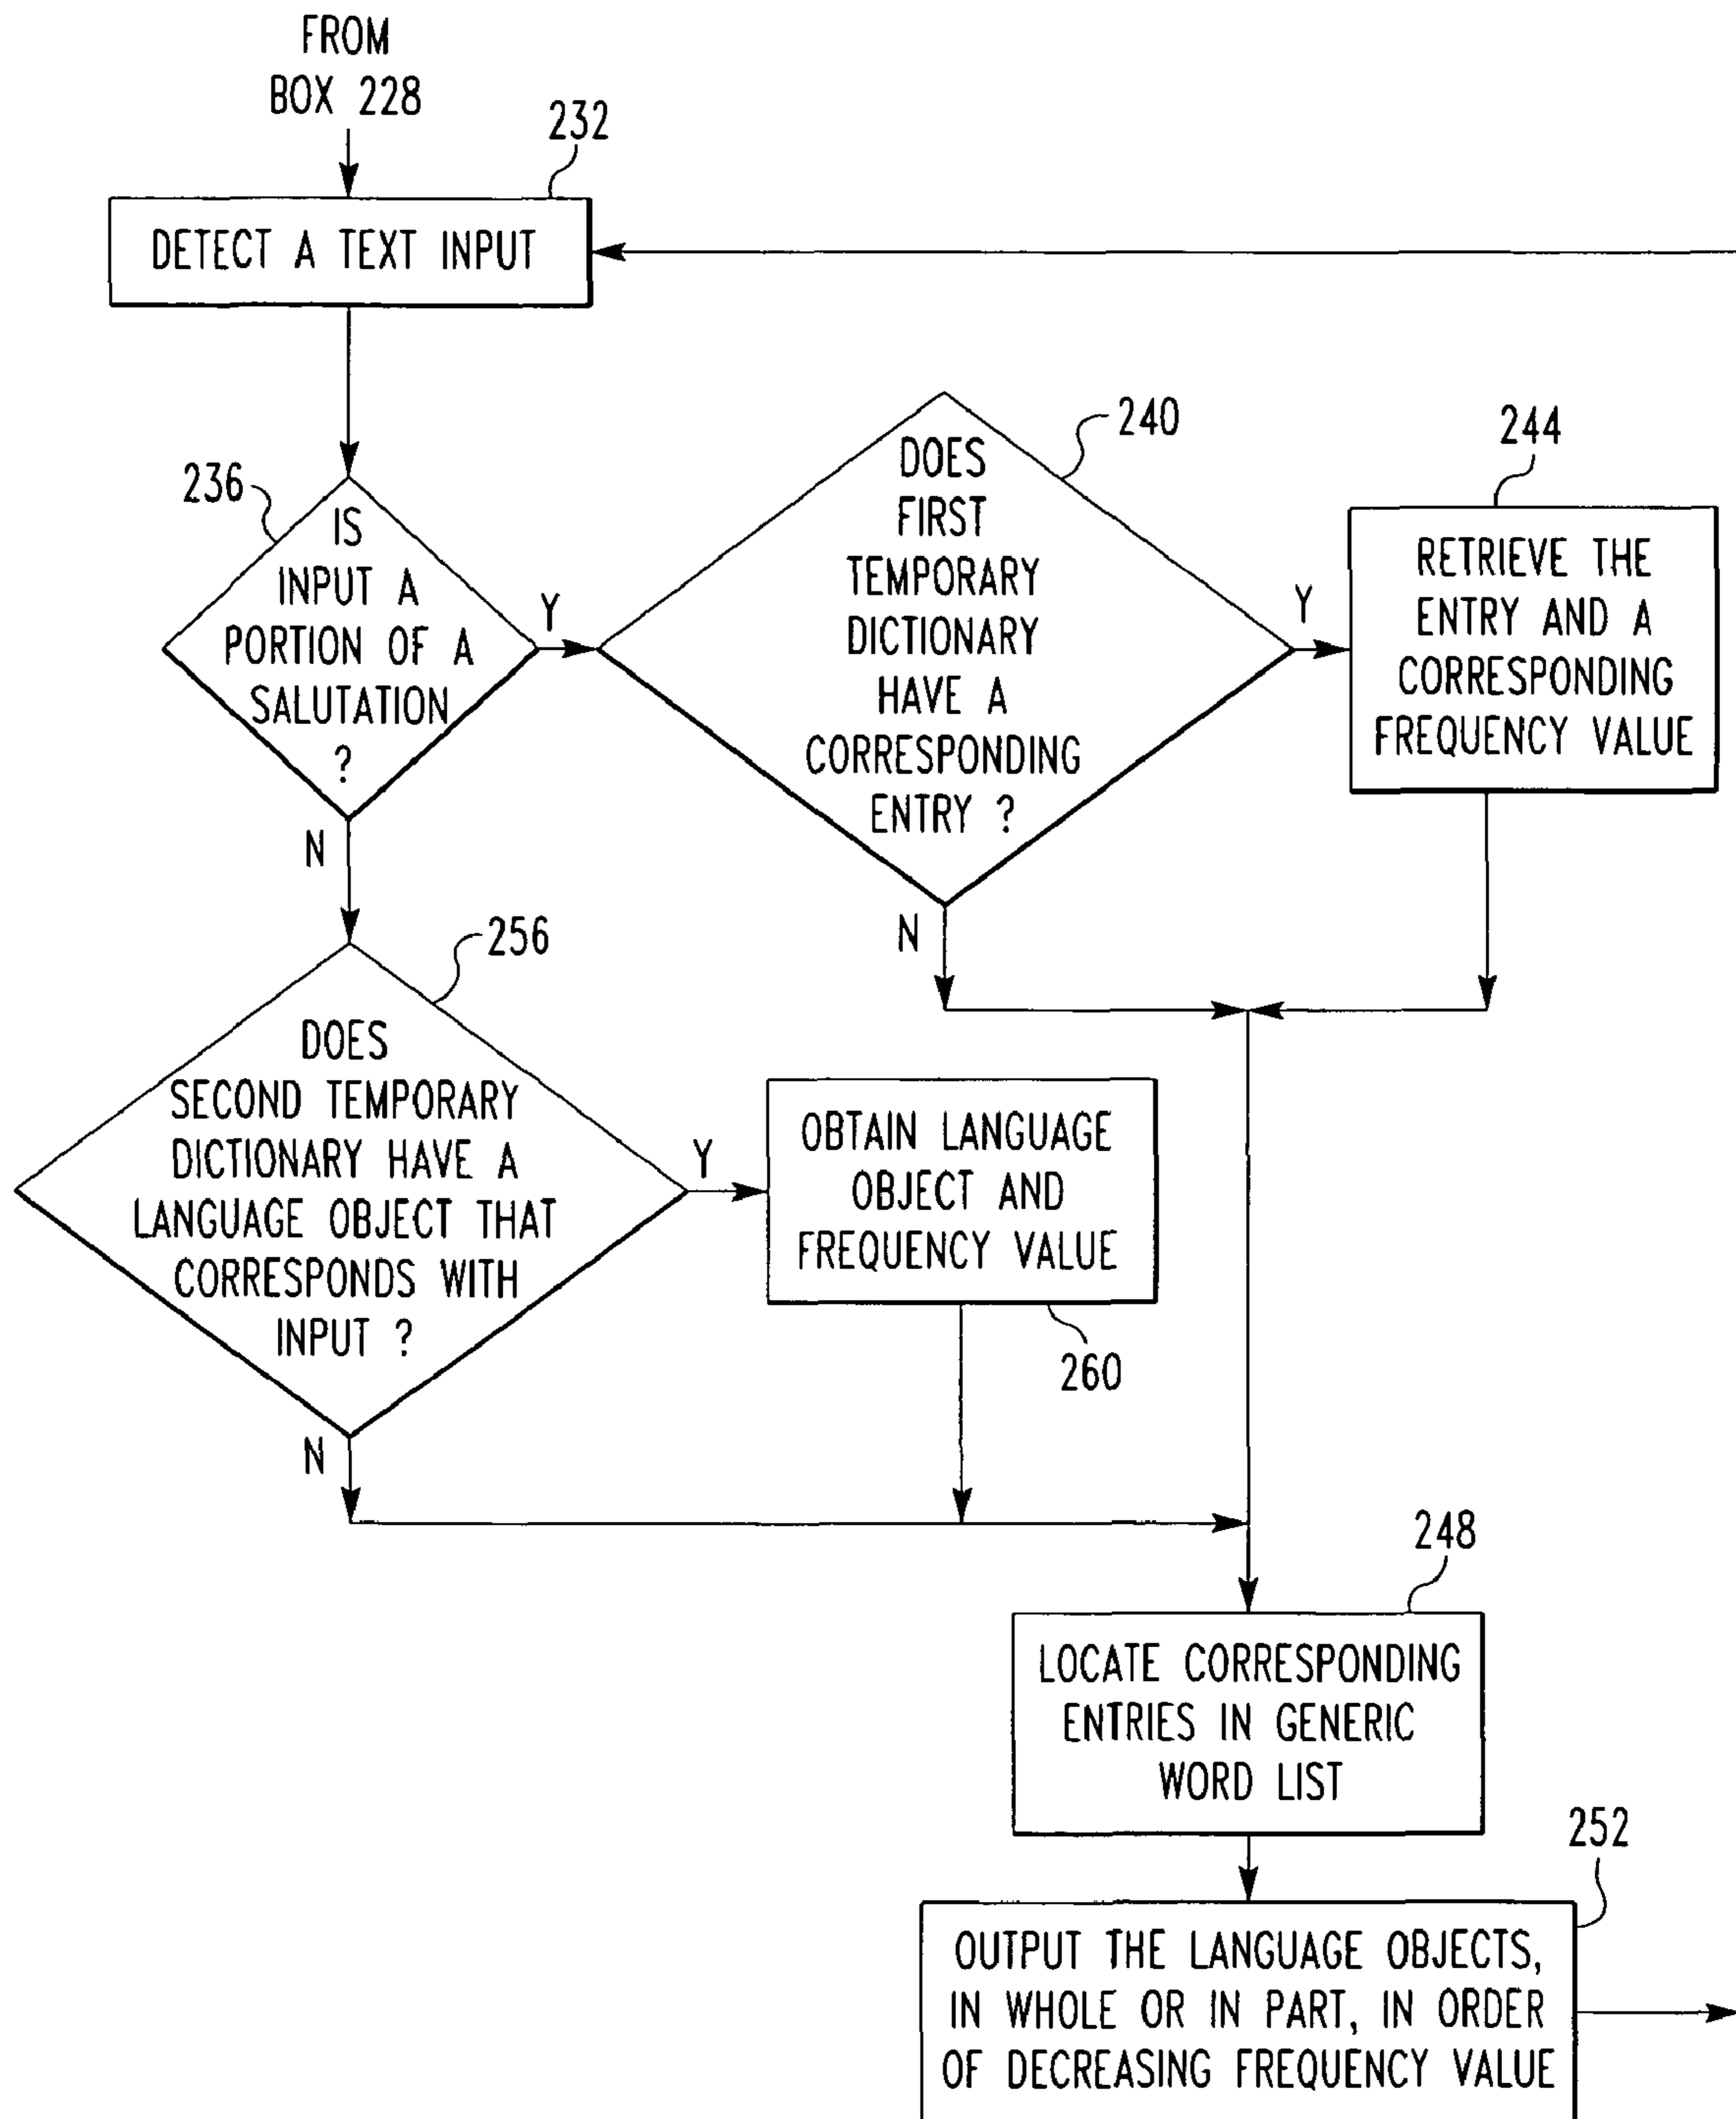 FROM
BOX 228
232
DETECT A TEXT INPUT
236
IS
INPUT A
PORTION OF A
SALUTATION
?
Y
N
240
DOES
FIRST
TEMPORARY
DICTIONARY
HAVE A
CORRESPONDING
ENTRY ?
Y
N
244
RETRIEVE THE
ENTRY AND A
CORRESPONDING
FREQUENCY VALUE
256
DOES
SECOND TEMPORARY
DICTIONARY HAVE A
LANGUAGE OBJECT THAT
CORRESPONDS WITH
INPUT ?
Y
N
OBTAIN LANGUAGE
OBJECT AND
FREQUENCY VALUE
260
248
LOCATE CORRESPONDING
ENTRIES IN GENERIC
WORD LIST
252
OUTPUT THE LANGUAGE OBJECTS,
IN WHOLE OR IN PART, IN ORDER
OF DECREASING FREQUENCY VALUE